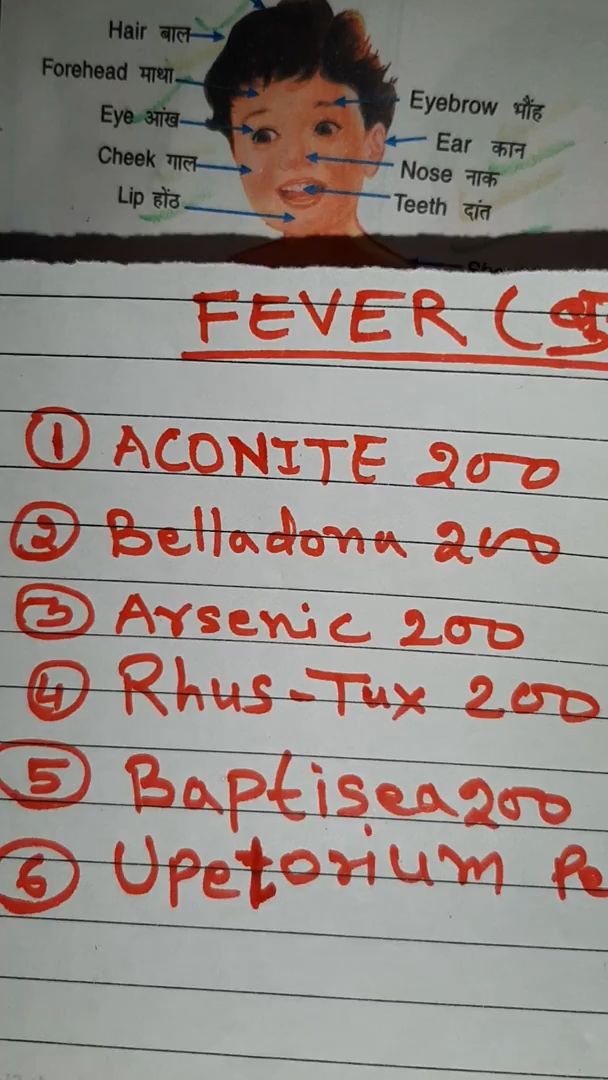 Hair बाल
Forehead माथा
Eye आंख
Cheek गाल
Lip होंठ
Eyebrow भौंह
Ear कान
Nose नाक
Teeth दांत
FEVER (
① ACONITE 200
② Belladona 200
③ Arsenic 200
④ Rhus-Tux 200
⑤ Baptisea 200
⑥ Upetorium Pe